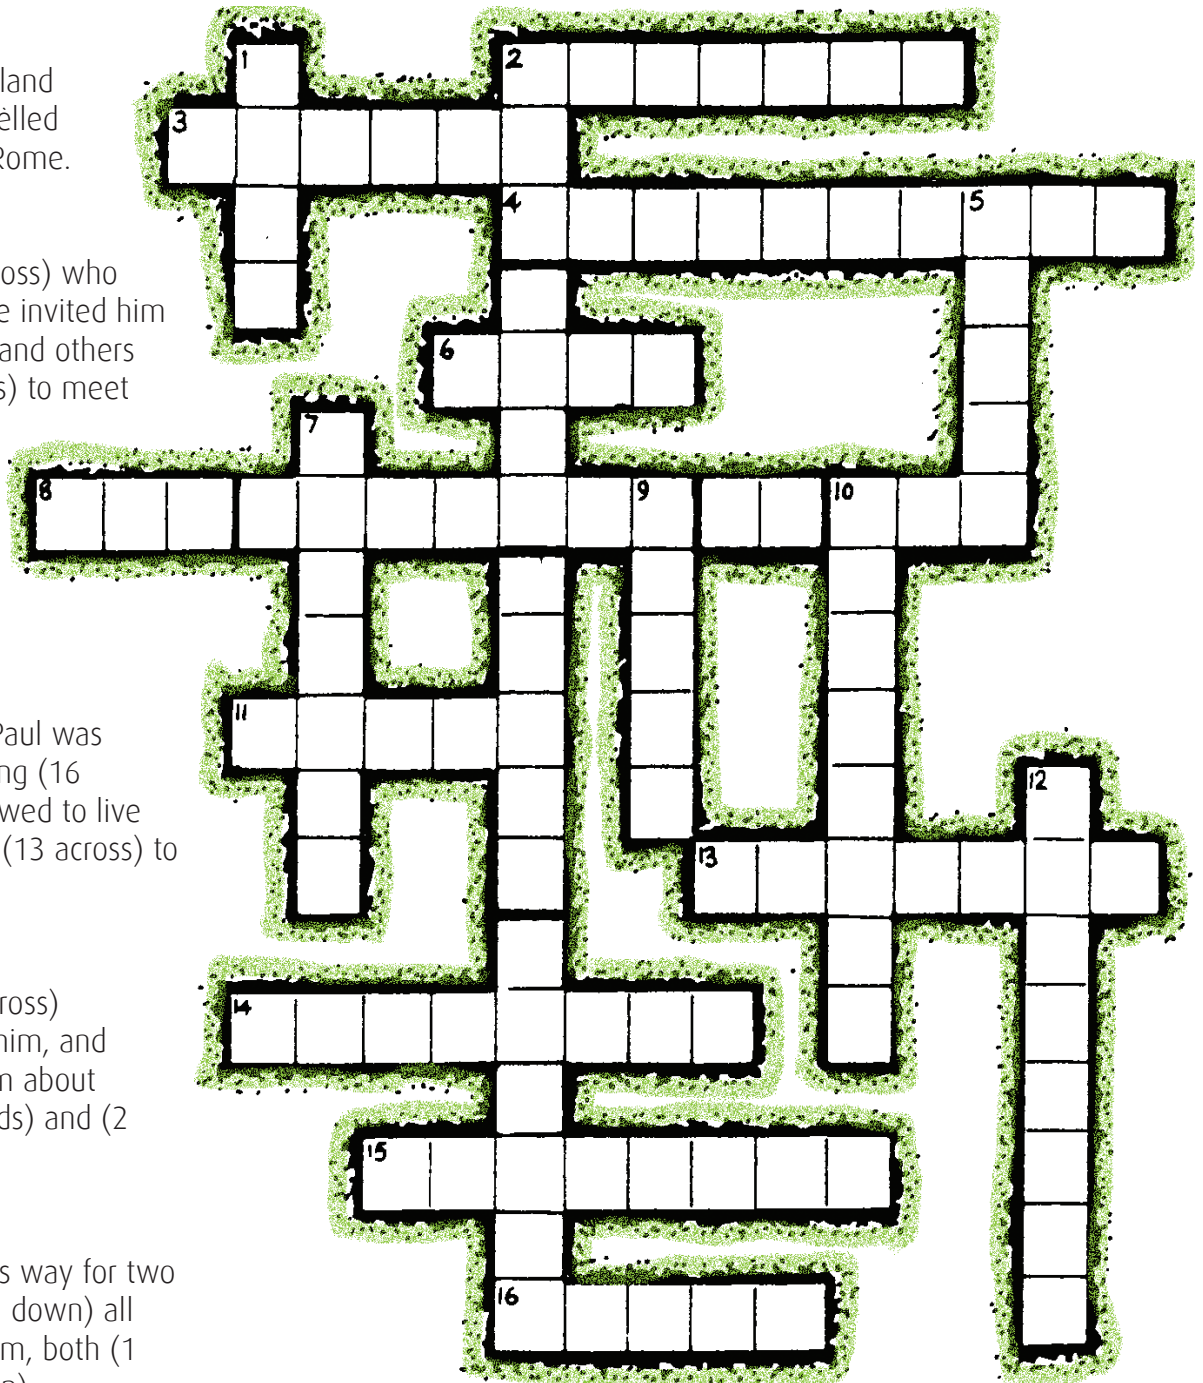 land
elled
Rome.
oss) who
e invited him
and others
s) to meet
Paul was
ng (16
wed to live
(13 across) to
ross)
him, and
m about
ds) and (2
s way for two
down) all
m, both (1
1
2
3
4
5
6
7
8
9
10
11
12
13
14
15
16